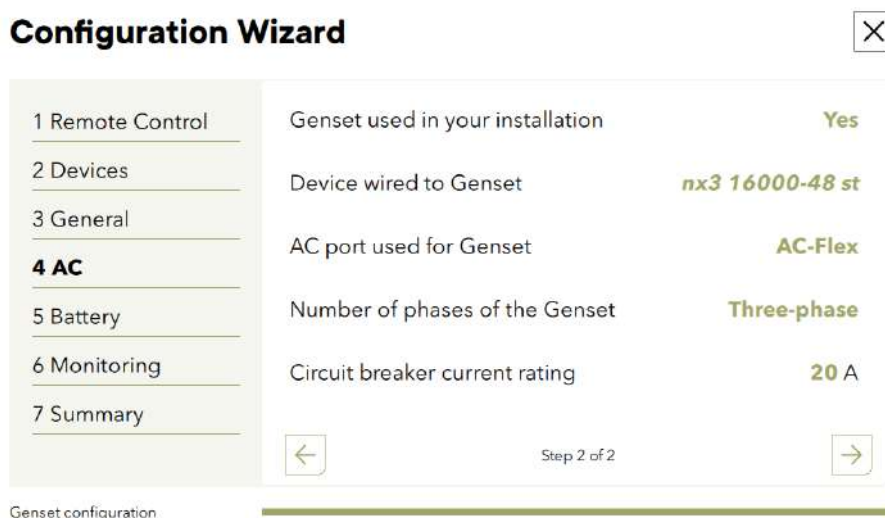 Configuration Wizard
1 Remote Control
2 Devices
3 General
4 AC
5 Battery
6 Monitoring
7 Summary
Genset used in your installation Yes
Device wired to Genset nx3 16000-48 st
AC port used for Genset AC-Flex
Number of phases of the Genset Three-phase
Circuit breaker current rating 20 A
Step 2 of 2
Genset configuration